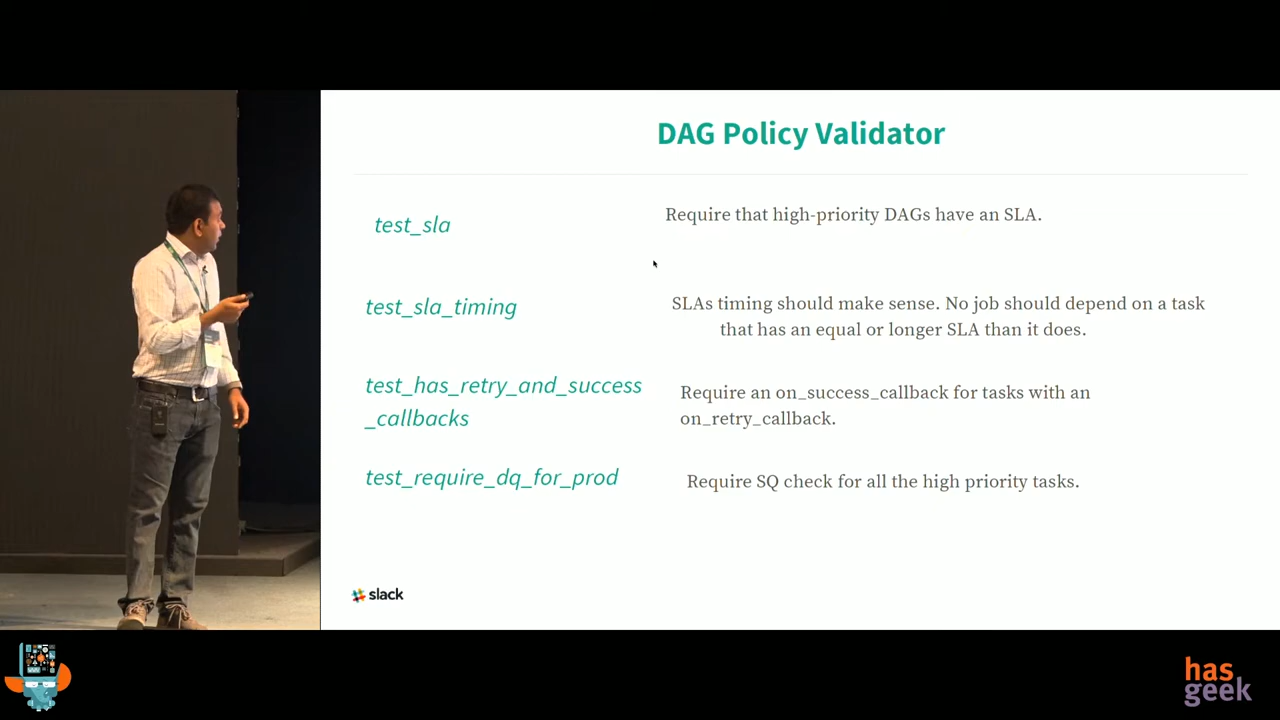 DAG Policy Validator
test_sla
Require that high-priority DAGs have an SLA.
test_sla_timing
SLAs timing should make sense. No job should depend on a task
that has an equal or longer SLA than it does.
test_has_retry_and_success
_callbacks
Require an on_success_callback for tasks with an
on_retry_callback.
test_require_dq_for_prod
Require SQ check for all the high priority tasks.
slack
has
geek